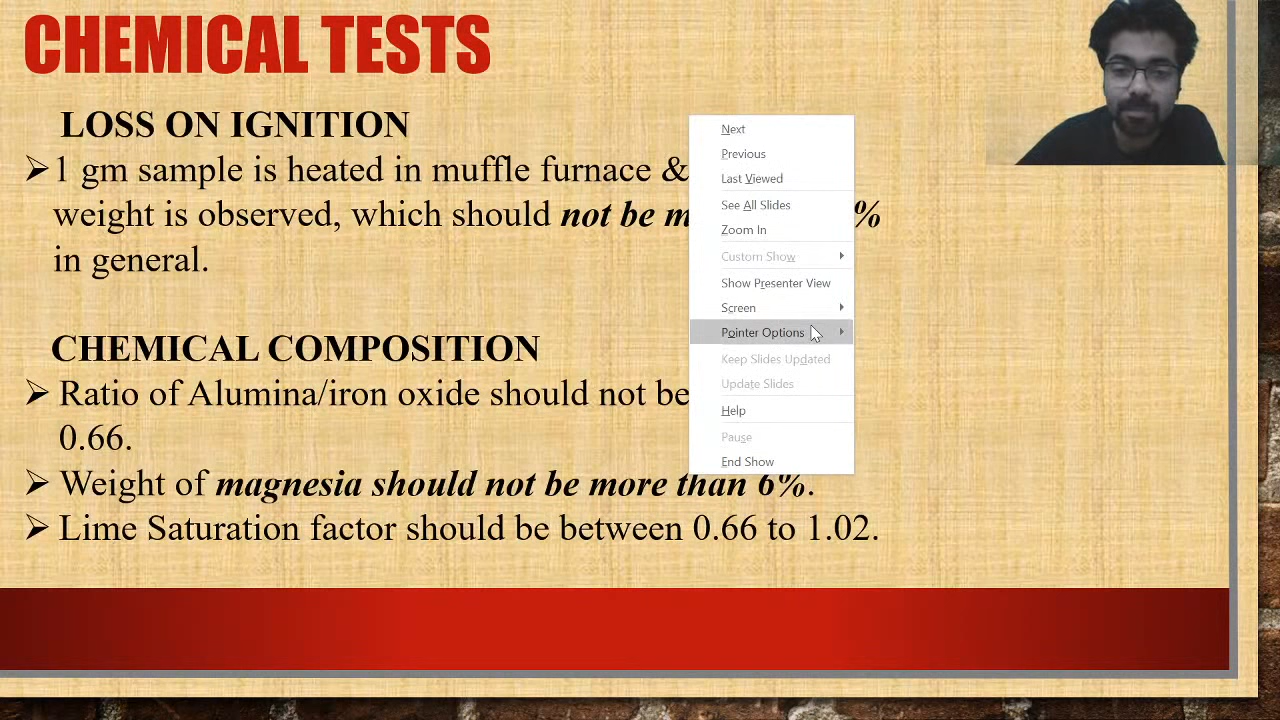 CHEMICAL TESTS
LOSS ON IGNITION
1 gm sample is heated in muffle furnace &
weight is observed, which should not be m %
in general.
CHEMICAL COMPOSITION
Ratio of Alumina/iron oxide should not be
0.66.
Weight of magnesia should not be more than 6%.
Lime Saturation factor should be between 0.66 to 1.02.
Next
Previous
Last Viewed
See All Slides
Zoom In
Custom Show
Show Presenter View
Screen
Pointer Options
Keep Slides Updated
Update Slides
Help
Pause
End Show